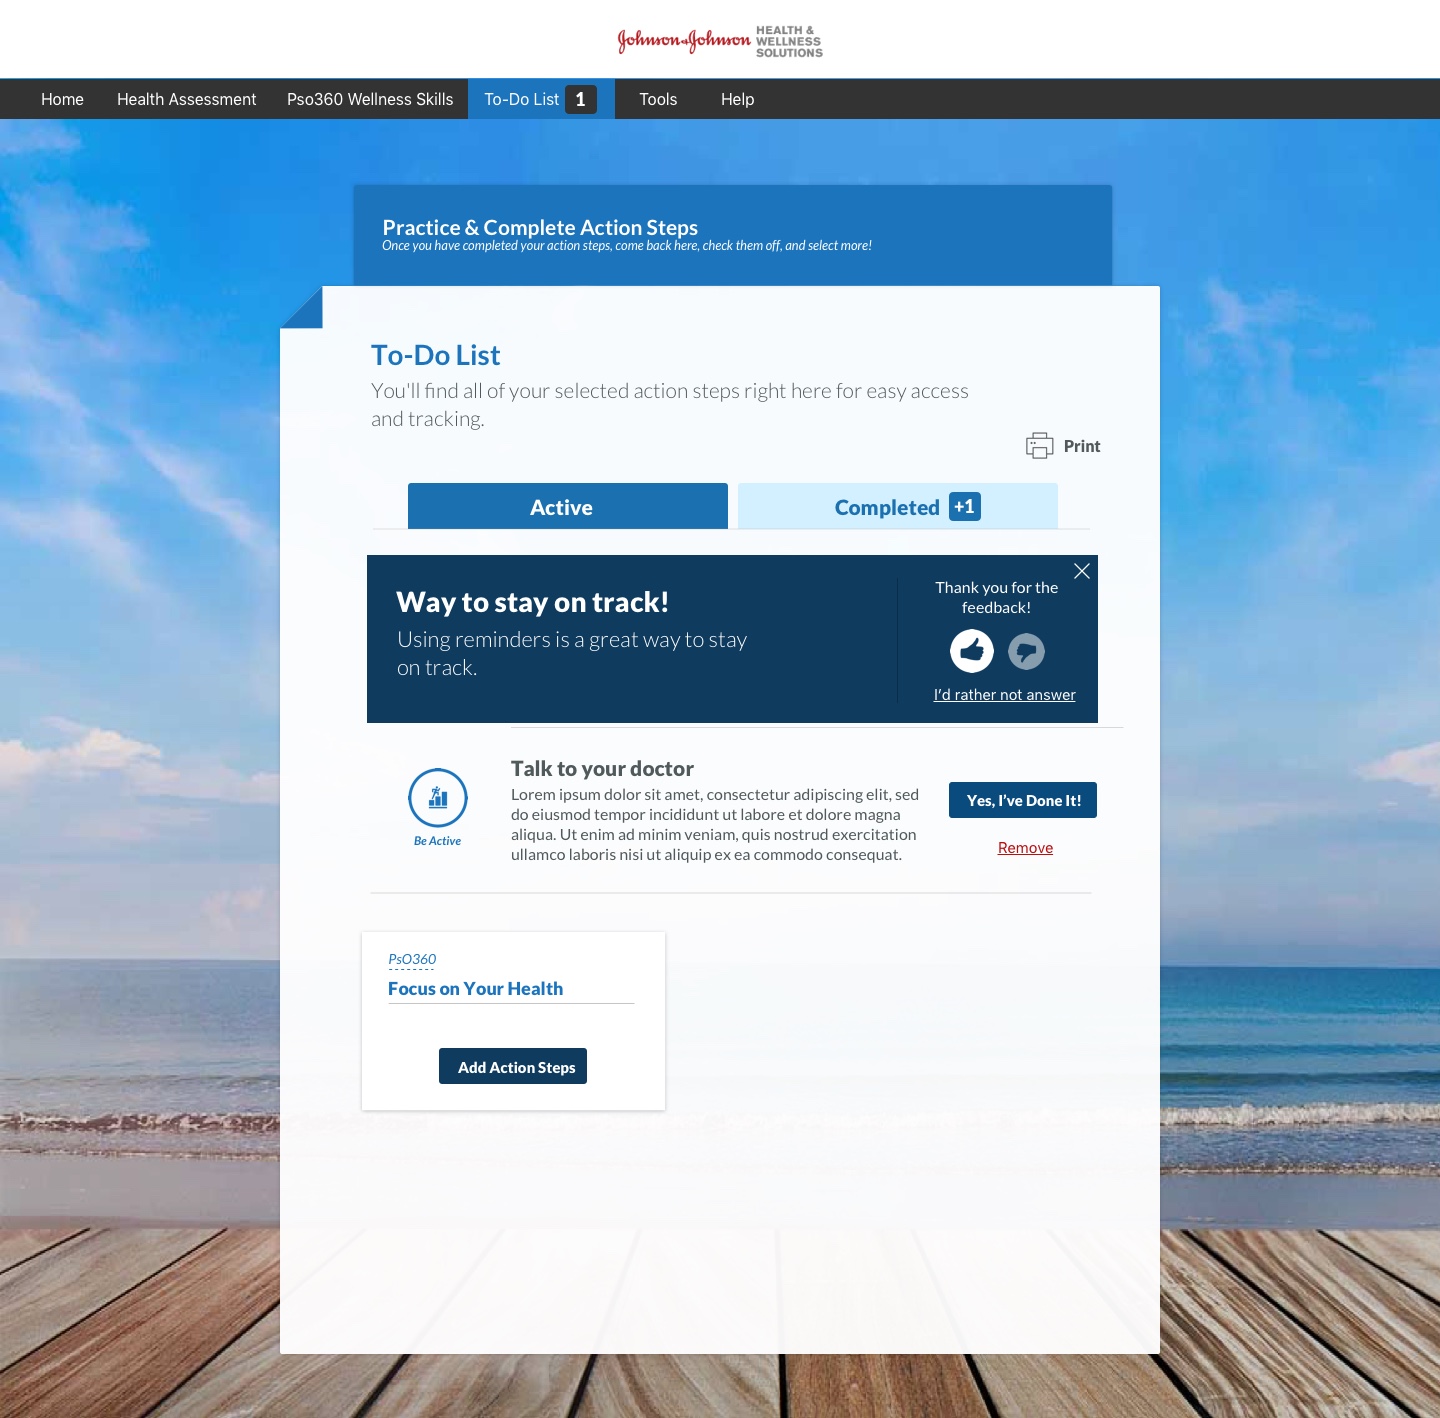 Johnson & Johnson HEALTH &
WELLNESS
SOLUTIONS
Home Health Assessment Pso360 Wellness Skills To-Do List 1 Tools Help
Practice & Complete Action Steps
Once you have completed your action steps, come back here, check them off, and select more!
To-Do List
You'll find all of your selected action steps right here for easy access
and tracking.
Print
Active
Completed +1
Way to stay on track!
Using reminders is a great way to stay
on track.
Thank you for the
feedback!
I'd rather not answer
Be Active
Talk to your doctor
Lorem ipsum dolor sit amet, consectetur adipiscing elit, sed
do eiusmod tempor incididunt ut labore et dolore magna
aliqua. Ut enim ad minim veniam, quis nostrud exercitation
ullamco laboris nisi ut aliquip ex ea commodo consequat.
Yes, I've Done It!
Remove
PsO360
Focus on Your Health
Add Action Steps